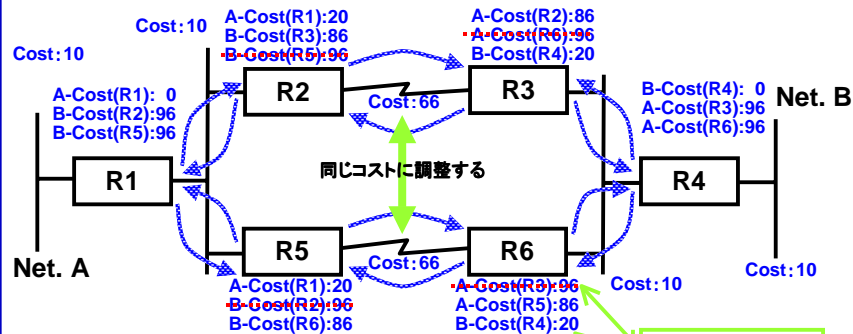 Cost:10
Cost:10
A-Cost(R1):20
B-Cost(R3):86
B-Cost(R5):96
A-Cost(R2):86
A-Cost(R6):96
B-Cost(R4):20
A-Cost(R1): 0
B-Cost(R2):96
B-Cost(R5):96
R2
Cost:66
R3
B-Cost(R4): 0
A-Cost(R3):96
A-Cost(R6):96
Net. B
R1
同じコストに調整する
R4
Net. A
R5
Cost:66
R6
Cost:10
Cost:10
A-Cost(R1):20
B-Cost(R2):96
B-Cost(R6):86
A-Cost(R3):96
A-Cost(R5):86
B-Cost(R4):20